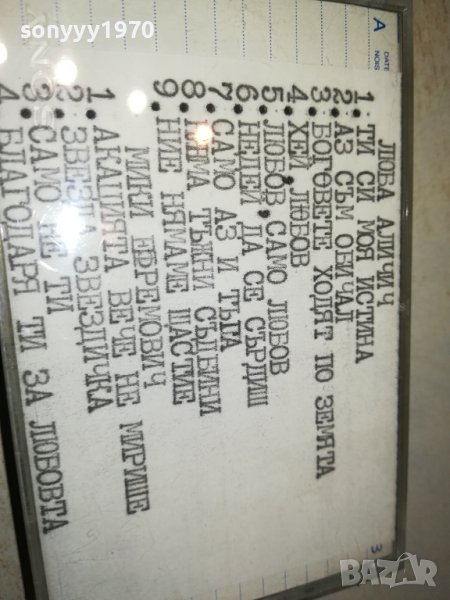 sonyyy1970
A
DATE
NOIS
ЛЮБА АЛИЧИЧ
1. ТИ СИ МОЯ ИСТИНА
2. АЗ СЪМ ОБИЧАЛ
3. БОГОВЕТЕ ХОДЯТ ПО ЗЕМЯТА
4. ХЕЙ, ЛЮБОВ
5. ЛЮБОВ, САМО ЛЮБОВ
6. НЕДЕЙ ДА СЕ СЪРДИШ
7. САМО АЗ И ТЪГА
8. ИМА ТЪЖНИ СЪДБИНИ
9. НИЕ НЯМАМЕ ЩАСТИЕ
МИКИ ЕФРЕМОВИЧ
1. АКАЦИЯТА ВЕЧЕ НЕ МИРИШЕ
2. ЗВЕЗДА ЗВЕЗДИЧКА
3. САМО НЕ ТИ
4. БЛАГОДАРЯ ТИ ЗА ЛЮБОВТА
BAZAR